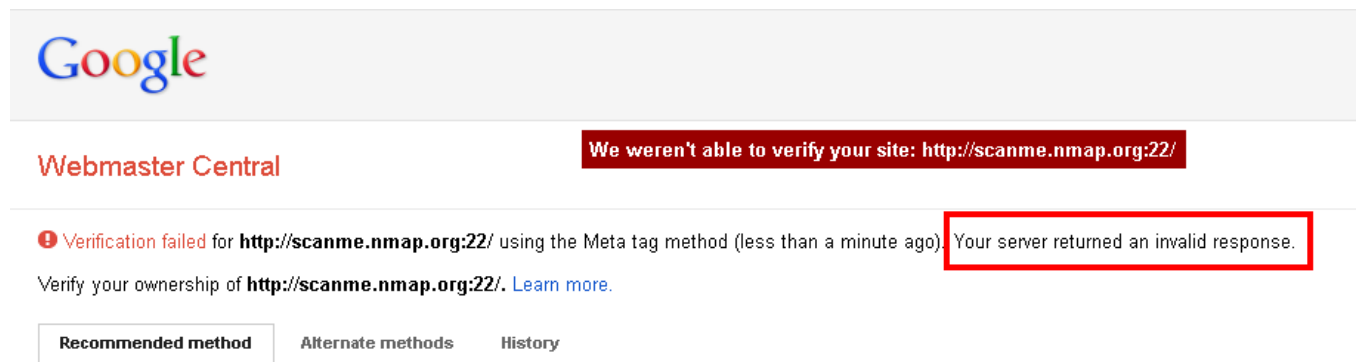 Google
We weren't able to verify your site: http://scanme.nmap.org:22/
Webmaster Central
Verification failed for http://scanme.nmap.org:22/ using the Meta tag method (less than a minute ago). Your server returned an invalid response.
Verify your ownership of http://scanme.nmap.org:22/. Learn more.
Recommended method Alternate methods History